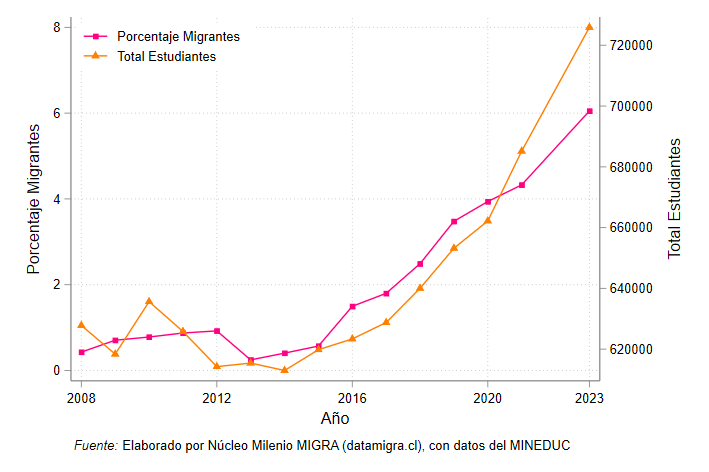 Porcentaje Migrantes
Total Estudiantes
8
6
4
2
0
Porcentaje Migrantes
720000
700000
680000
660000
640000
620000
Total Estudiantes
2008 2012 2016 2020 2023
Año
Fuente: Elaborado por Núcleo Milenio MIGRA (datamigra.cl), con datos del MINEDUC